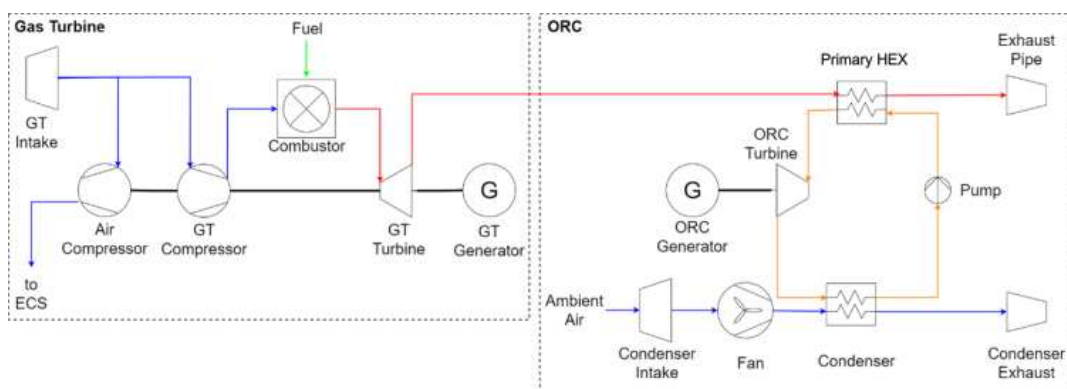 Gas Turbine
Fuel
GT
Intake
Combustor
Air
Compressor
GT
Compressor
GT
Turbine
G
GT
Generator
to
ECS
ORC
Primary HEX
Exhaust
Pipe
ORC
Turbine
G
ORC
Generator
Pump
Ambient
Air
Condenser
Intake
Fan
Condenser
Condenser
Exhaust